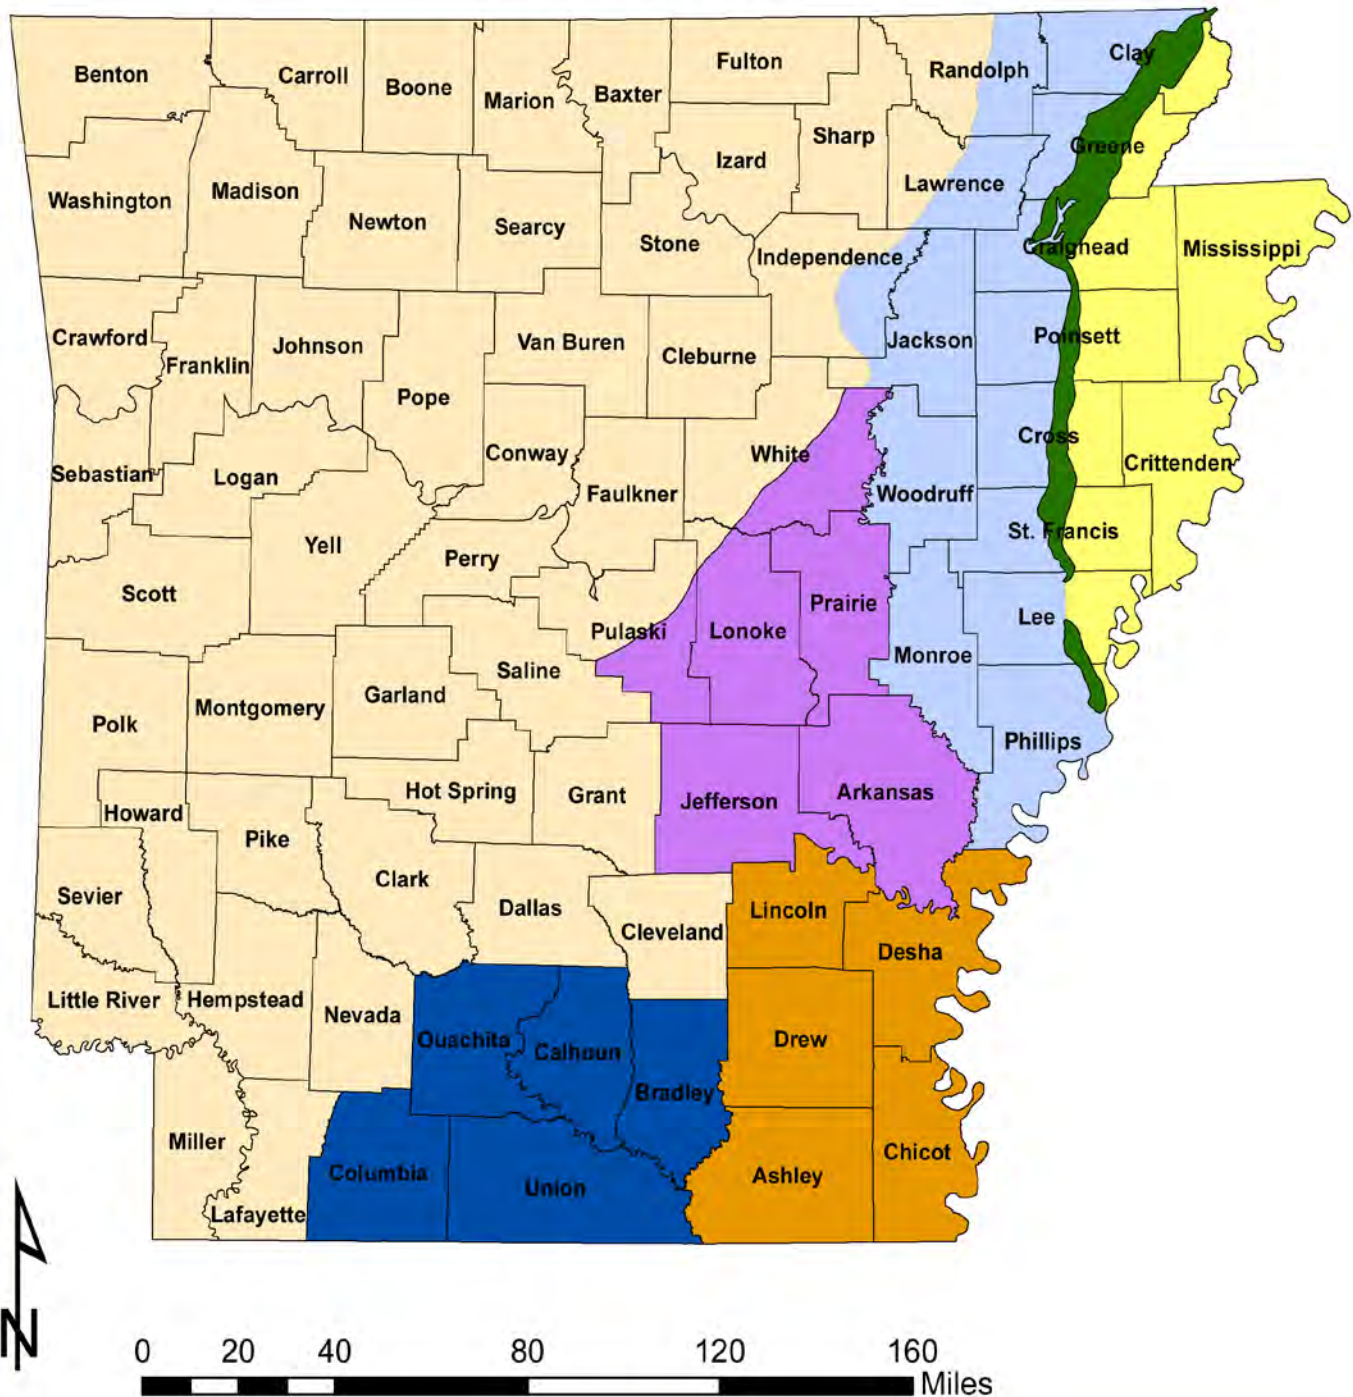 Benton
Carroll
Boone
Marion
Baxter
Fulton
Randolph
Clay
Sharp
Greene
Izard
Lawrence
Washington
Madison
Newton
Searcy
Stone
Independence
Craighead
Mississippi
Crawford
Franklin
Johnson
Pope
Van Buren
Cleburne
Jackson
Poinsett
Sebastian
Logan
Conway
Faulkner
White
Woodruff
Cross
Crittenden
Yell
Perry
St. Francis
Scott
Pulaski
Lonoke
Prairie
Lee
Monroe
Saline
Garland
Montgomery
Polk
Phillips
Howard
Hot Spring
Grant
Jefferson
Arkansas
Pike
Clark
Sevier
Dallas
Cleveland
Lincoln
Desha
Little River
Hempstead
Nevada
Ouachita
Calhoun
Bradley
Drew
Miller
Lafayette
Columbia
Union
Ashley
Chicot
N
0 20 40 80 120 160
Miles